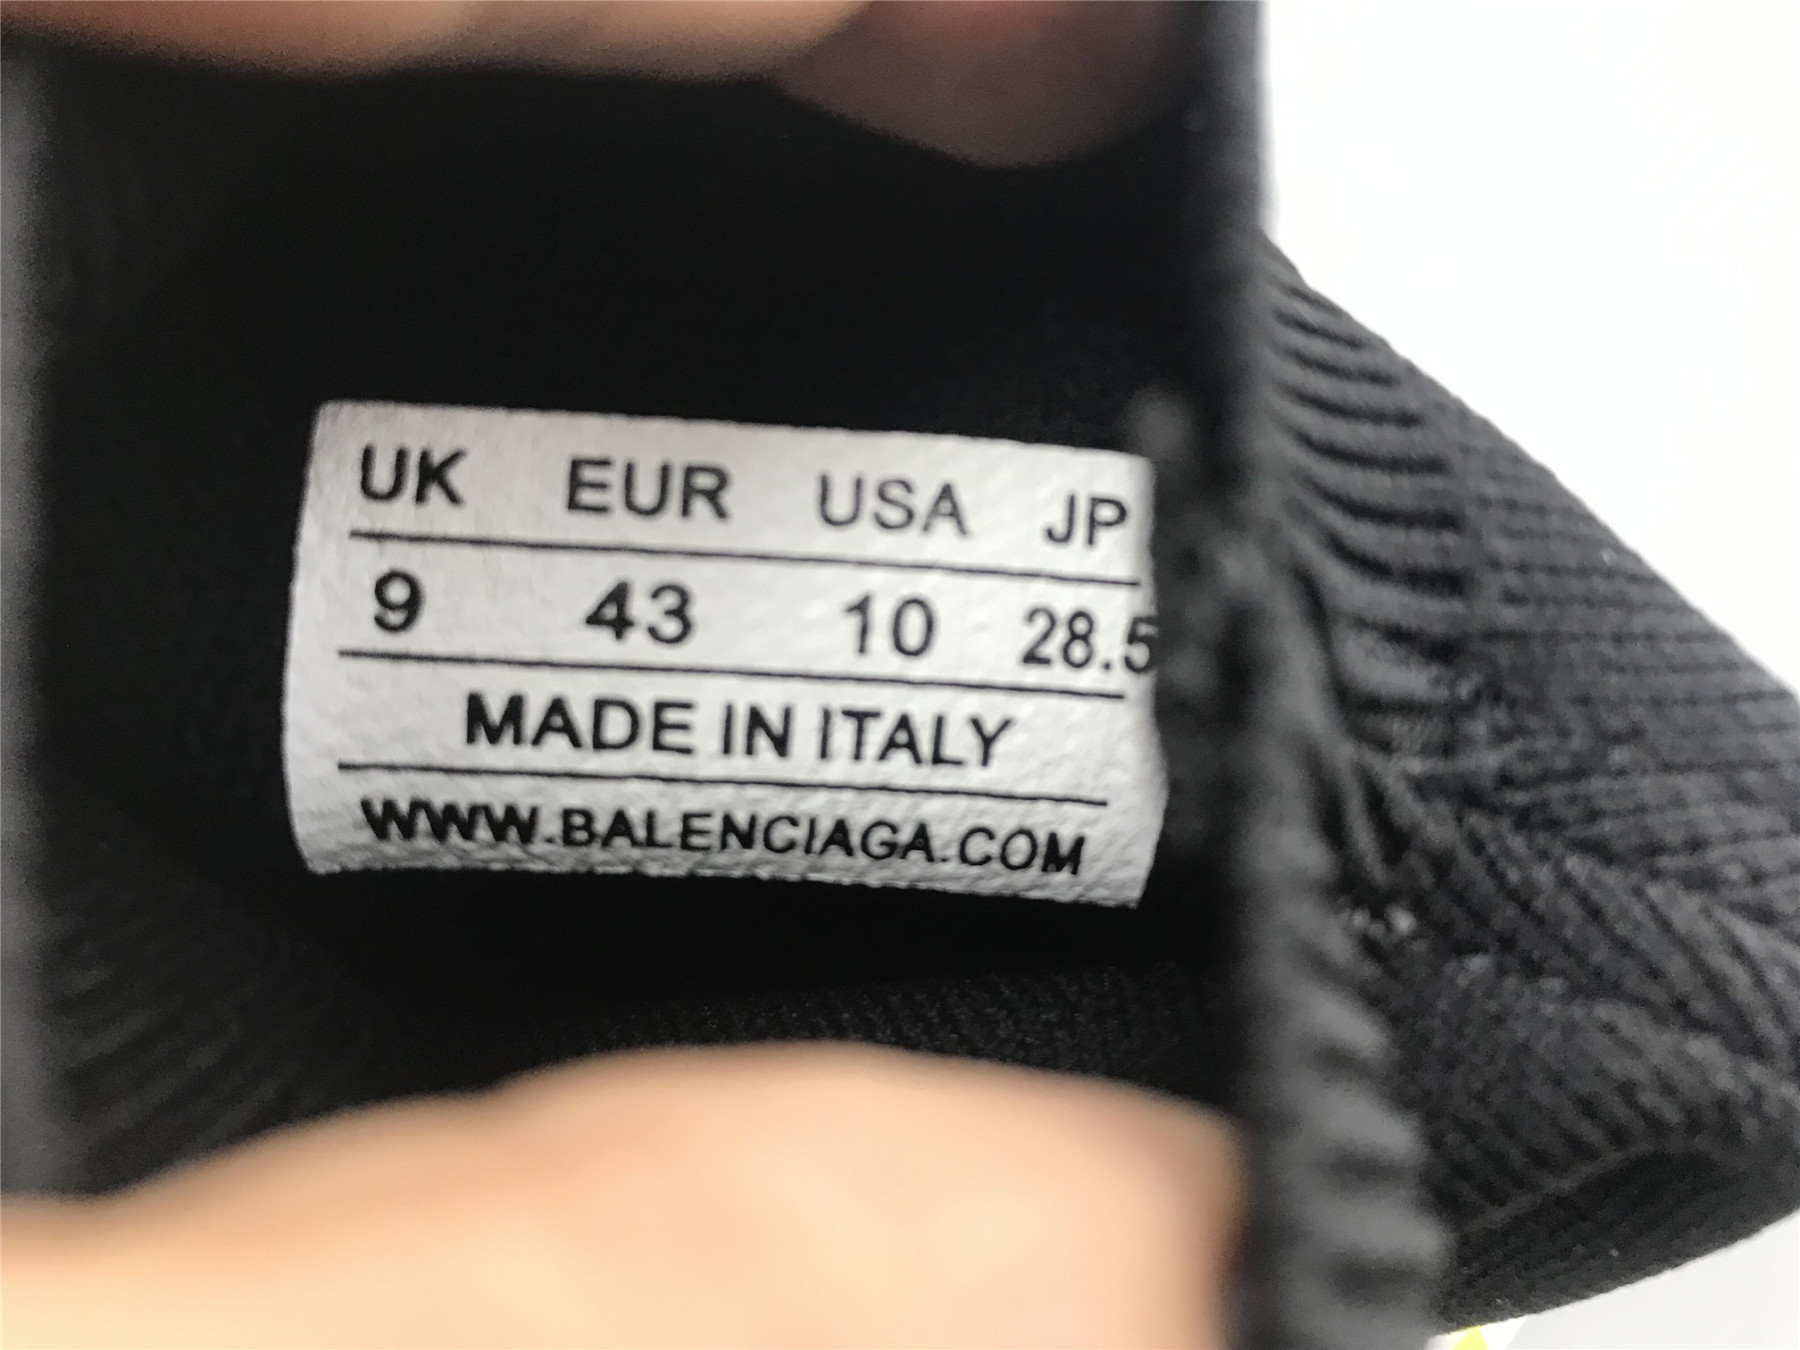 UK EUR USA JP
9 43 10 28.5
MADE IN ITALY
WWW.BALENCIAGA.COM